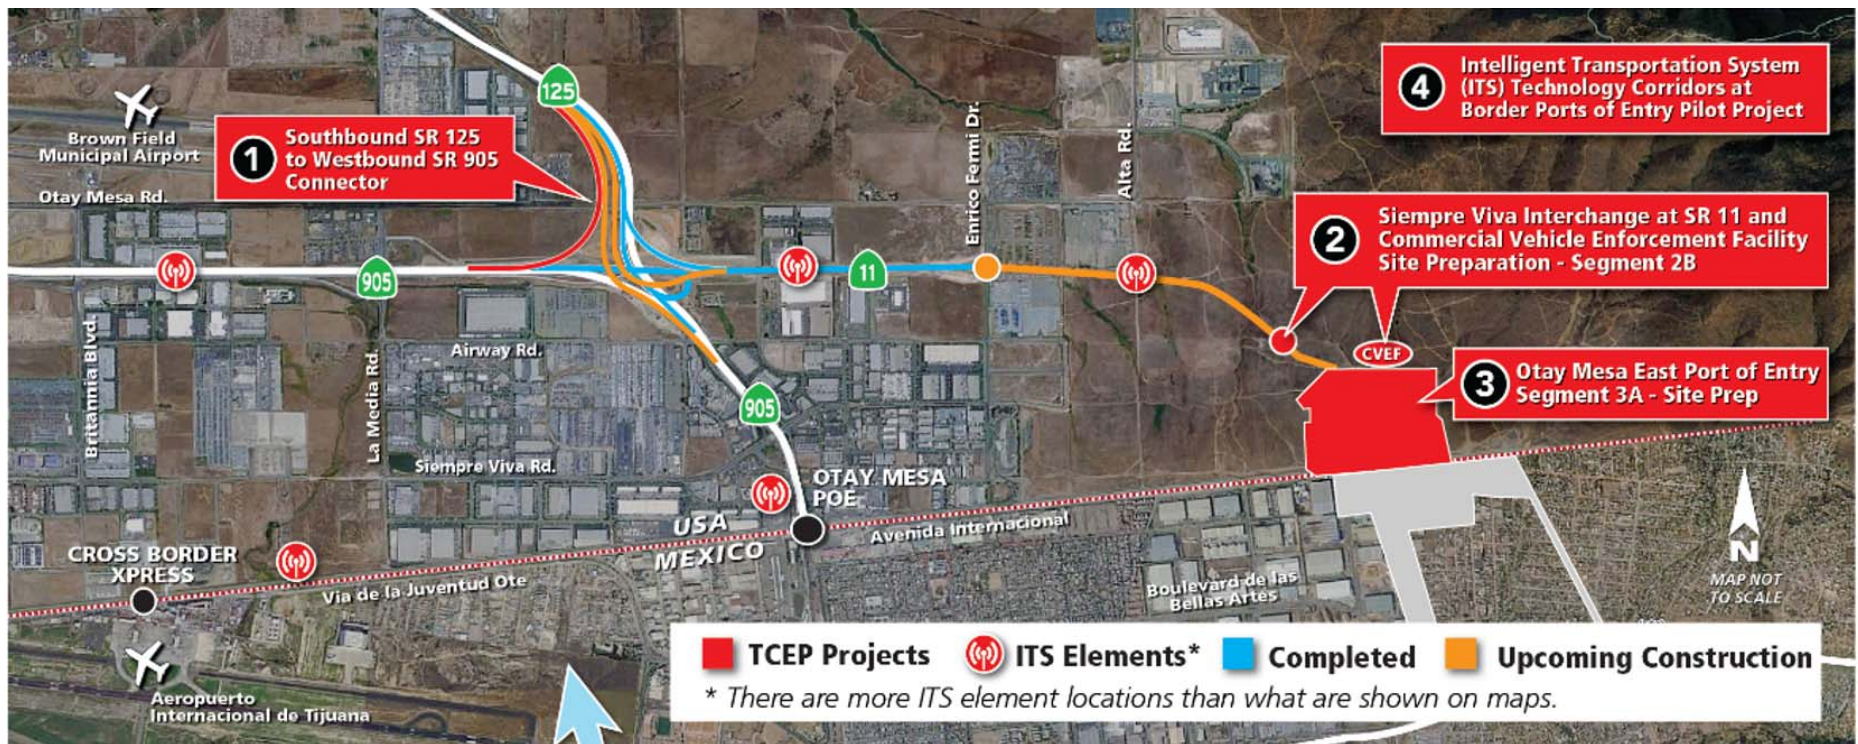 125
4
Intelligent Transportation System
(ITS) Technology Corridors at
Border Ports of Entry Pilot Project
Brown Field
Municipal Airport
1
Southbound SR 125
to Westbound SR 905
Connector
Otay Mesa Rd.
Enrico Fermi Dr.
Alta Rd.
2
Siempre Viva Interchange at SR 11 and
Commercial Vehicle Enforcement Facility
Site Preparation - Segment 2B
905
11
Britannia Blvd.
La Media Rd.
Airway Rd.
CVEF
3
Otay Mesa East Port of Entry
Segment 3A - Site Prep
905
Siempre Viva Rd.
OTAY MESA
POE
USA
MEXICO
Avenida Internacional
CROSS BORDER
XPRESS
Via de la Juventud Ote
Boulevard de las
Bellas Artes
N
MAP NOT
TO SCALE
Aeropuerto
Internacional de Tijuana
TCEP Projects
ITS Elements*
Completed
Upcoming Construction
* There are more ITS element locations than what are shown on maps.